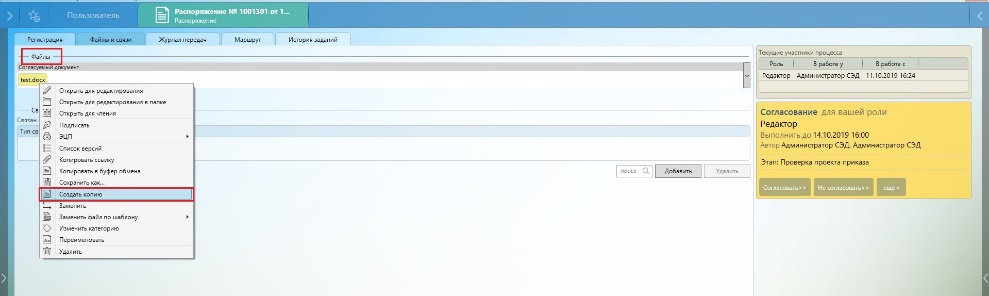 Пользователь
Распоряжение № 1001301 от 1...
Распоряжение
Регистрация
Файлы и связи
Журнал передач
Маршрут
История заданий
Файлы
Согласуемый документ
test.docx
Открыть для редактирования
Открыть для редактирования в папке
Открыть для чтения
Св
Подписать
Связан
ЭЦП
Тип св
Список версий
Копировать ссылку
Копировать в буфер обмена
Сохранить как...
Создать копию
Заменить
Заменить файл по шаблону
Изменить категорию
Переименовать
Удалить
поиск
Добавить
Удалить
Текущие участники процесса
Роль В работе у В работе с
Редактор Администратор СЭД 11.10.2019 16:24
Согласование для вашей роли
Редактор
Выполнить до 14.10.2019 16:00
Автор Администратор СЭД, Администратор СЭД
Этап: Проверка проекта приказа
Согласовать>>
Не согласовать>>
еще